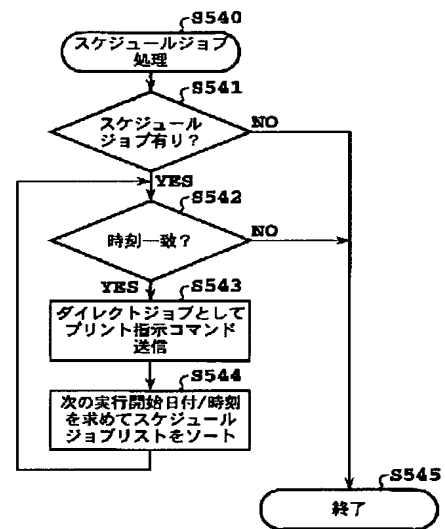 S540
スケジュールジョブ
処理
S541
スケジュール
ジョブ有り？
NO
YES
S542
時刻一致？
NO
YES
S543
ダイレクトジョブとして
プリント指示コマンド
送信
S544
次の実行開始日付/時刻
を求めてスケジュール
ジョブリストをソート
S545
終了